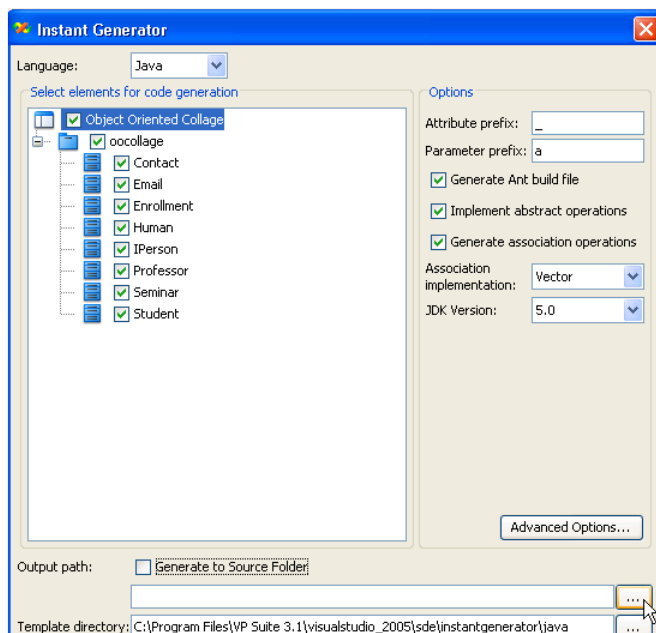 Instant Generator
Language: Java
Select elements for code generation
Object Oriented Collage
oocollage
Contact
Email
Enrollment
Human
IPerson
Professor
Seminar
Student
Options
Attribute prefix: _
Parameter prefix: a
Generate Ant build file
Implement abstract operations
Generate association operations
Association
implementation: Vector
JDK Version: 5.0
Advanced Options...
Output path: Generate to Source Folder
...
Template directory: C:\Program Files\VP Suite 3.1\visualstudio_2005\sde\instantgenerator\java ...